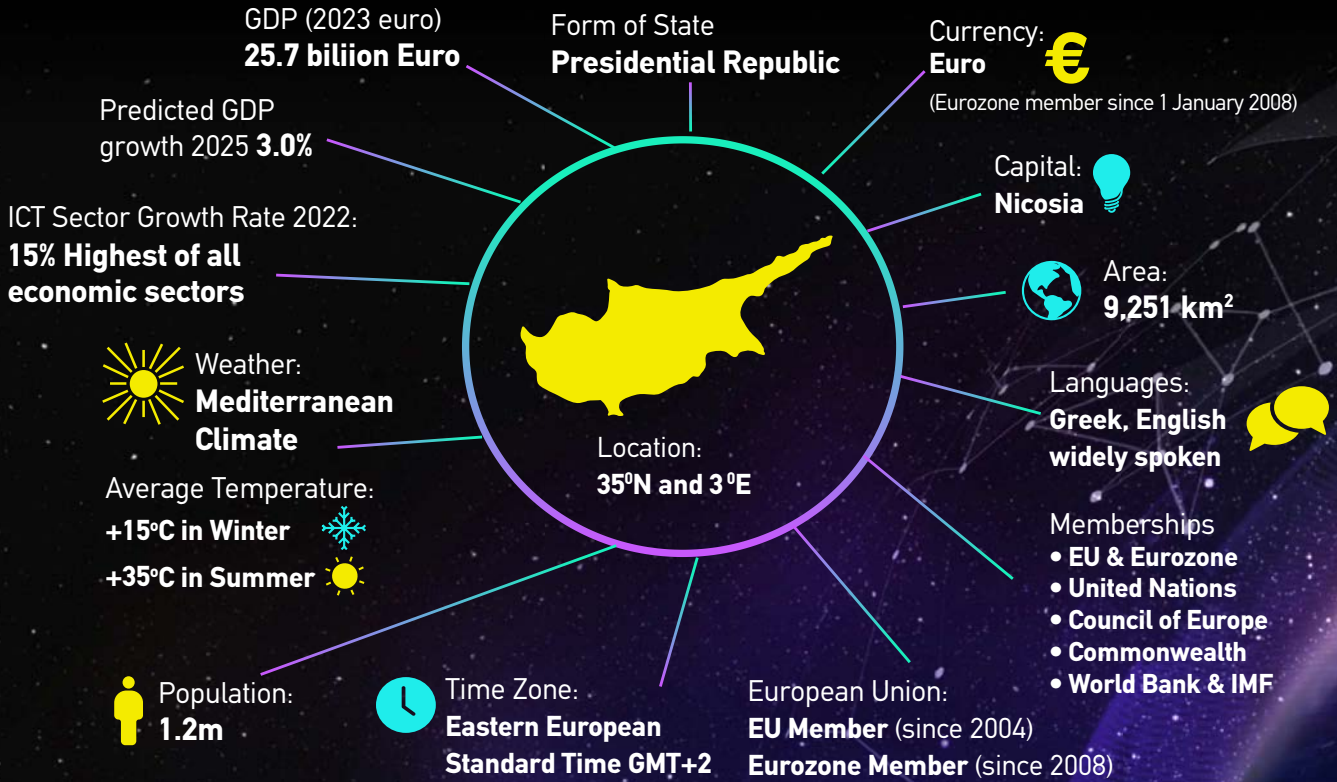 GDP (2023 euro)
25.7 biliion Euro
Form of State
Presidential Republic
Currency:
Euro
€
(Eurozone member since 1 January 2008)
Predicted GDP
growth 2025 3.0%
Capital:
Nicosia
ICT Sector Growth Rate 2022:
15% Highest of all
economic sectors
Area:
9,251 km²
Weather:
Mediterranean
Climate
Languages:
Greek, English
widely spoken
Location:
35⁰N and 3⁰E
Average Temperature:
+15ºC in Winter
+35ºC in Summer
Memberships
• EU & Eurozone
• United Nations
• Council of Europe
• Commonwealth
• World Bank & IMF
Population:
1.2m
Time Zone:
Eastern European
Standard Time GMT+2
European Union:
EU Member (since 2004)
Eurozone Member (since 2008)